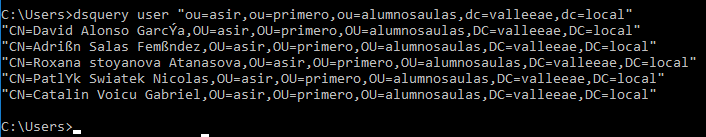 C:\Users>dsquery user "ou=asir,ou=primero,ou=alumnosaulas,dc=valleeae,dc=local"
"CN=David Alonso GarcÝa,OU=asir,OU=primero,OU=alumnosaulas,DC=valleeae,DC=local"
"CN=Adrißn Salas Femßndez,OU=asir,OU=primero,OU=alumnosaulas,DC=valleeae,DC=local"
"CN=Roxana stoyanova Atanasova,OU=asir,OU=primero,OU=alumnosaulas,DC=valleeae,DC=local"
"CN=PatlYk Swiatek Nicolas,OU=asir,OU=primero,OU=alumnosaulas,DC=valleeae,DC=local"
"CN=Catalin Voicu Gabriel,OU=asir,OU=primero,OU=alumnosaulas,DC=valleeae,DC=local"
C:\Users>